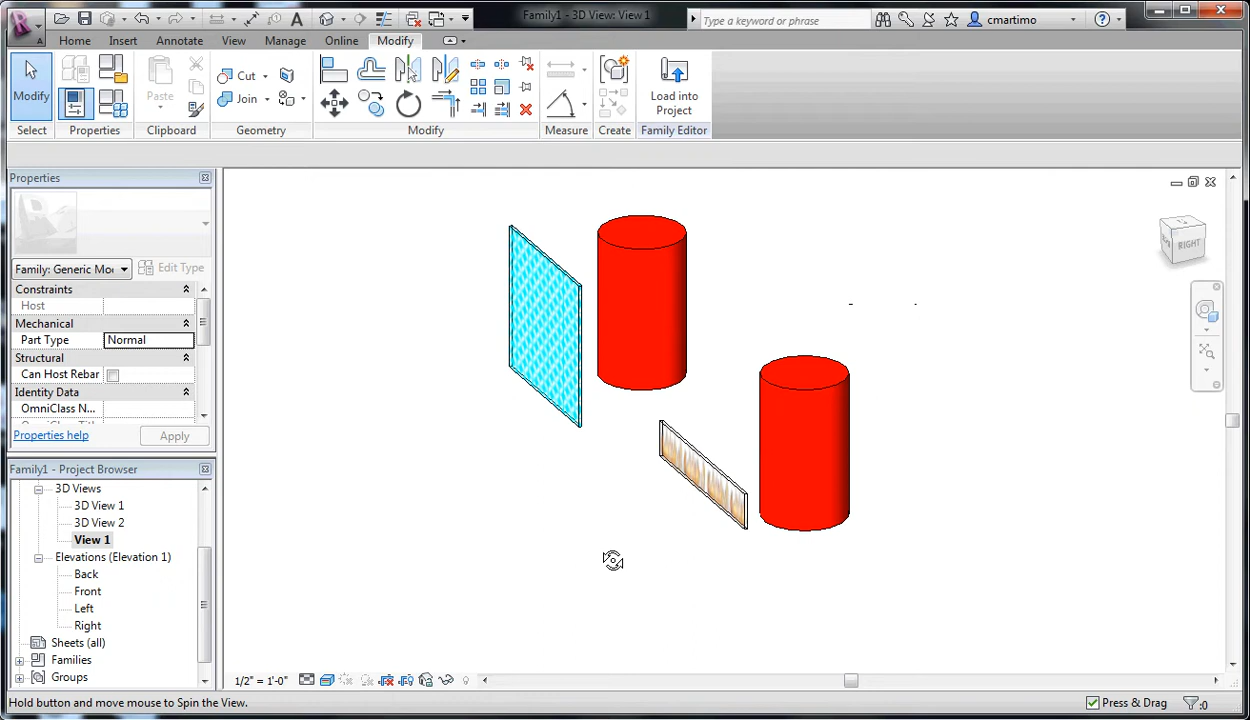 Family1 - 3D View: View 1
Type a keyword or phrase
cmartimo
Home Insert Annotate View Manage Online Modify
Modify
Paste
Cut
Join
Load into
Project
Select Properties Clipboard Geometry Modify Measure Create Family Editor
Properties
Family: Generic Mo
Edit Type
Constraints
Host
Mechanical
Part Type Normal
Structural
Can Host Rebar
Identity Data
OmniClass N...
OmniClass Titl
Properties help
Apply
Family1 - Project Browser
3D Views
3D View 1
3D View 2
View 1
Elevations (Elevation 1)
Back
Front
Left
Right
Sheets (all)
Families
Groups
RIGHT
1/2" = 1'-0"
Hold button and move mouse to Spin the View.
Press & Drag
:0